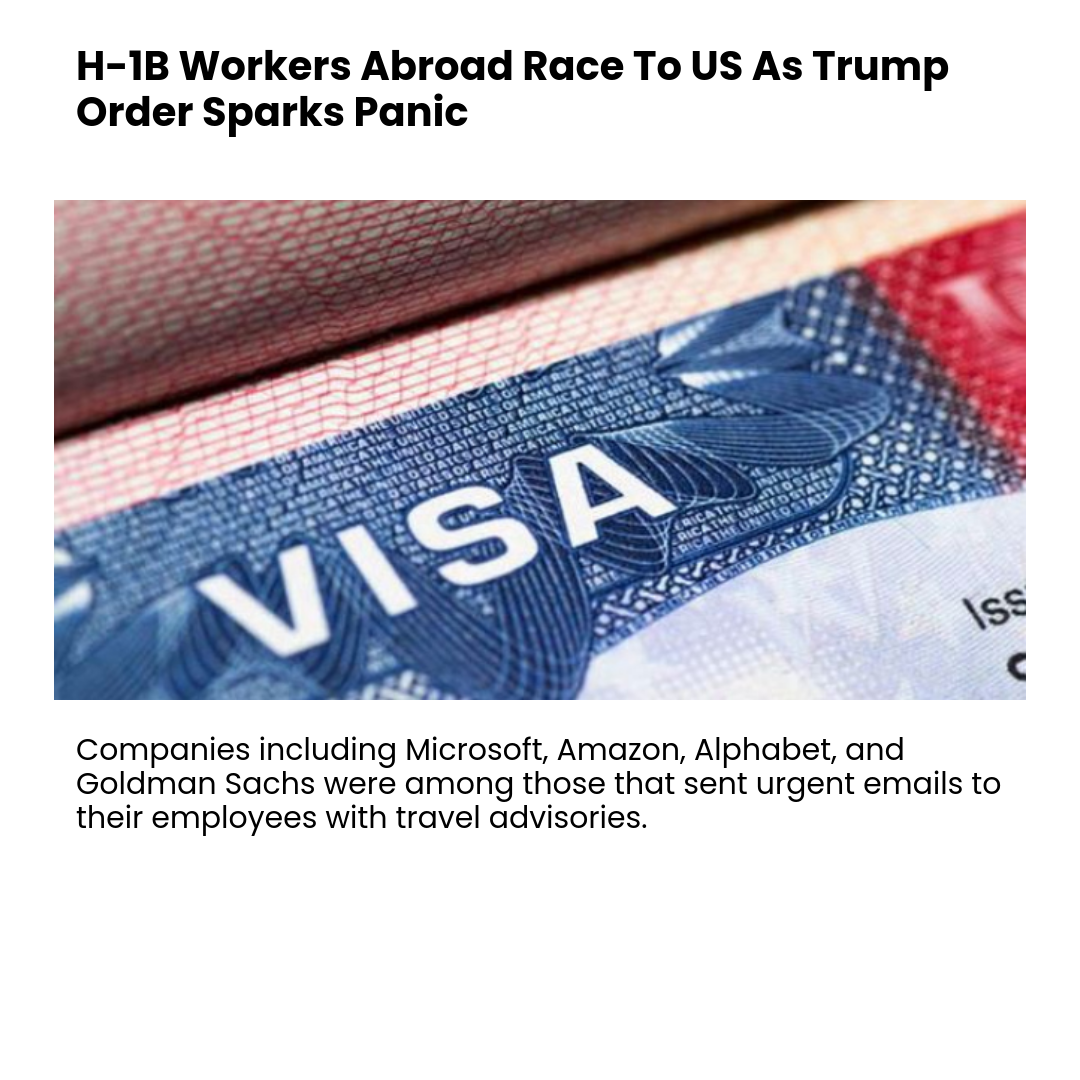 H-1B Workers Abroad Race To US As Trump
Order Sparks Panic
VISA
Iss
Companies including Microsoft, Amazon, Alphabet, and
Goldman Sachs were among those that sent urgent emails to
their employees with travel advisories.